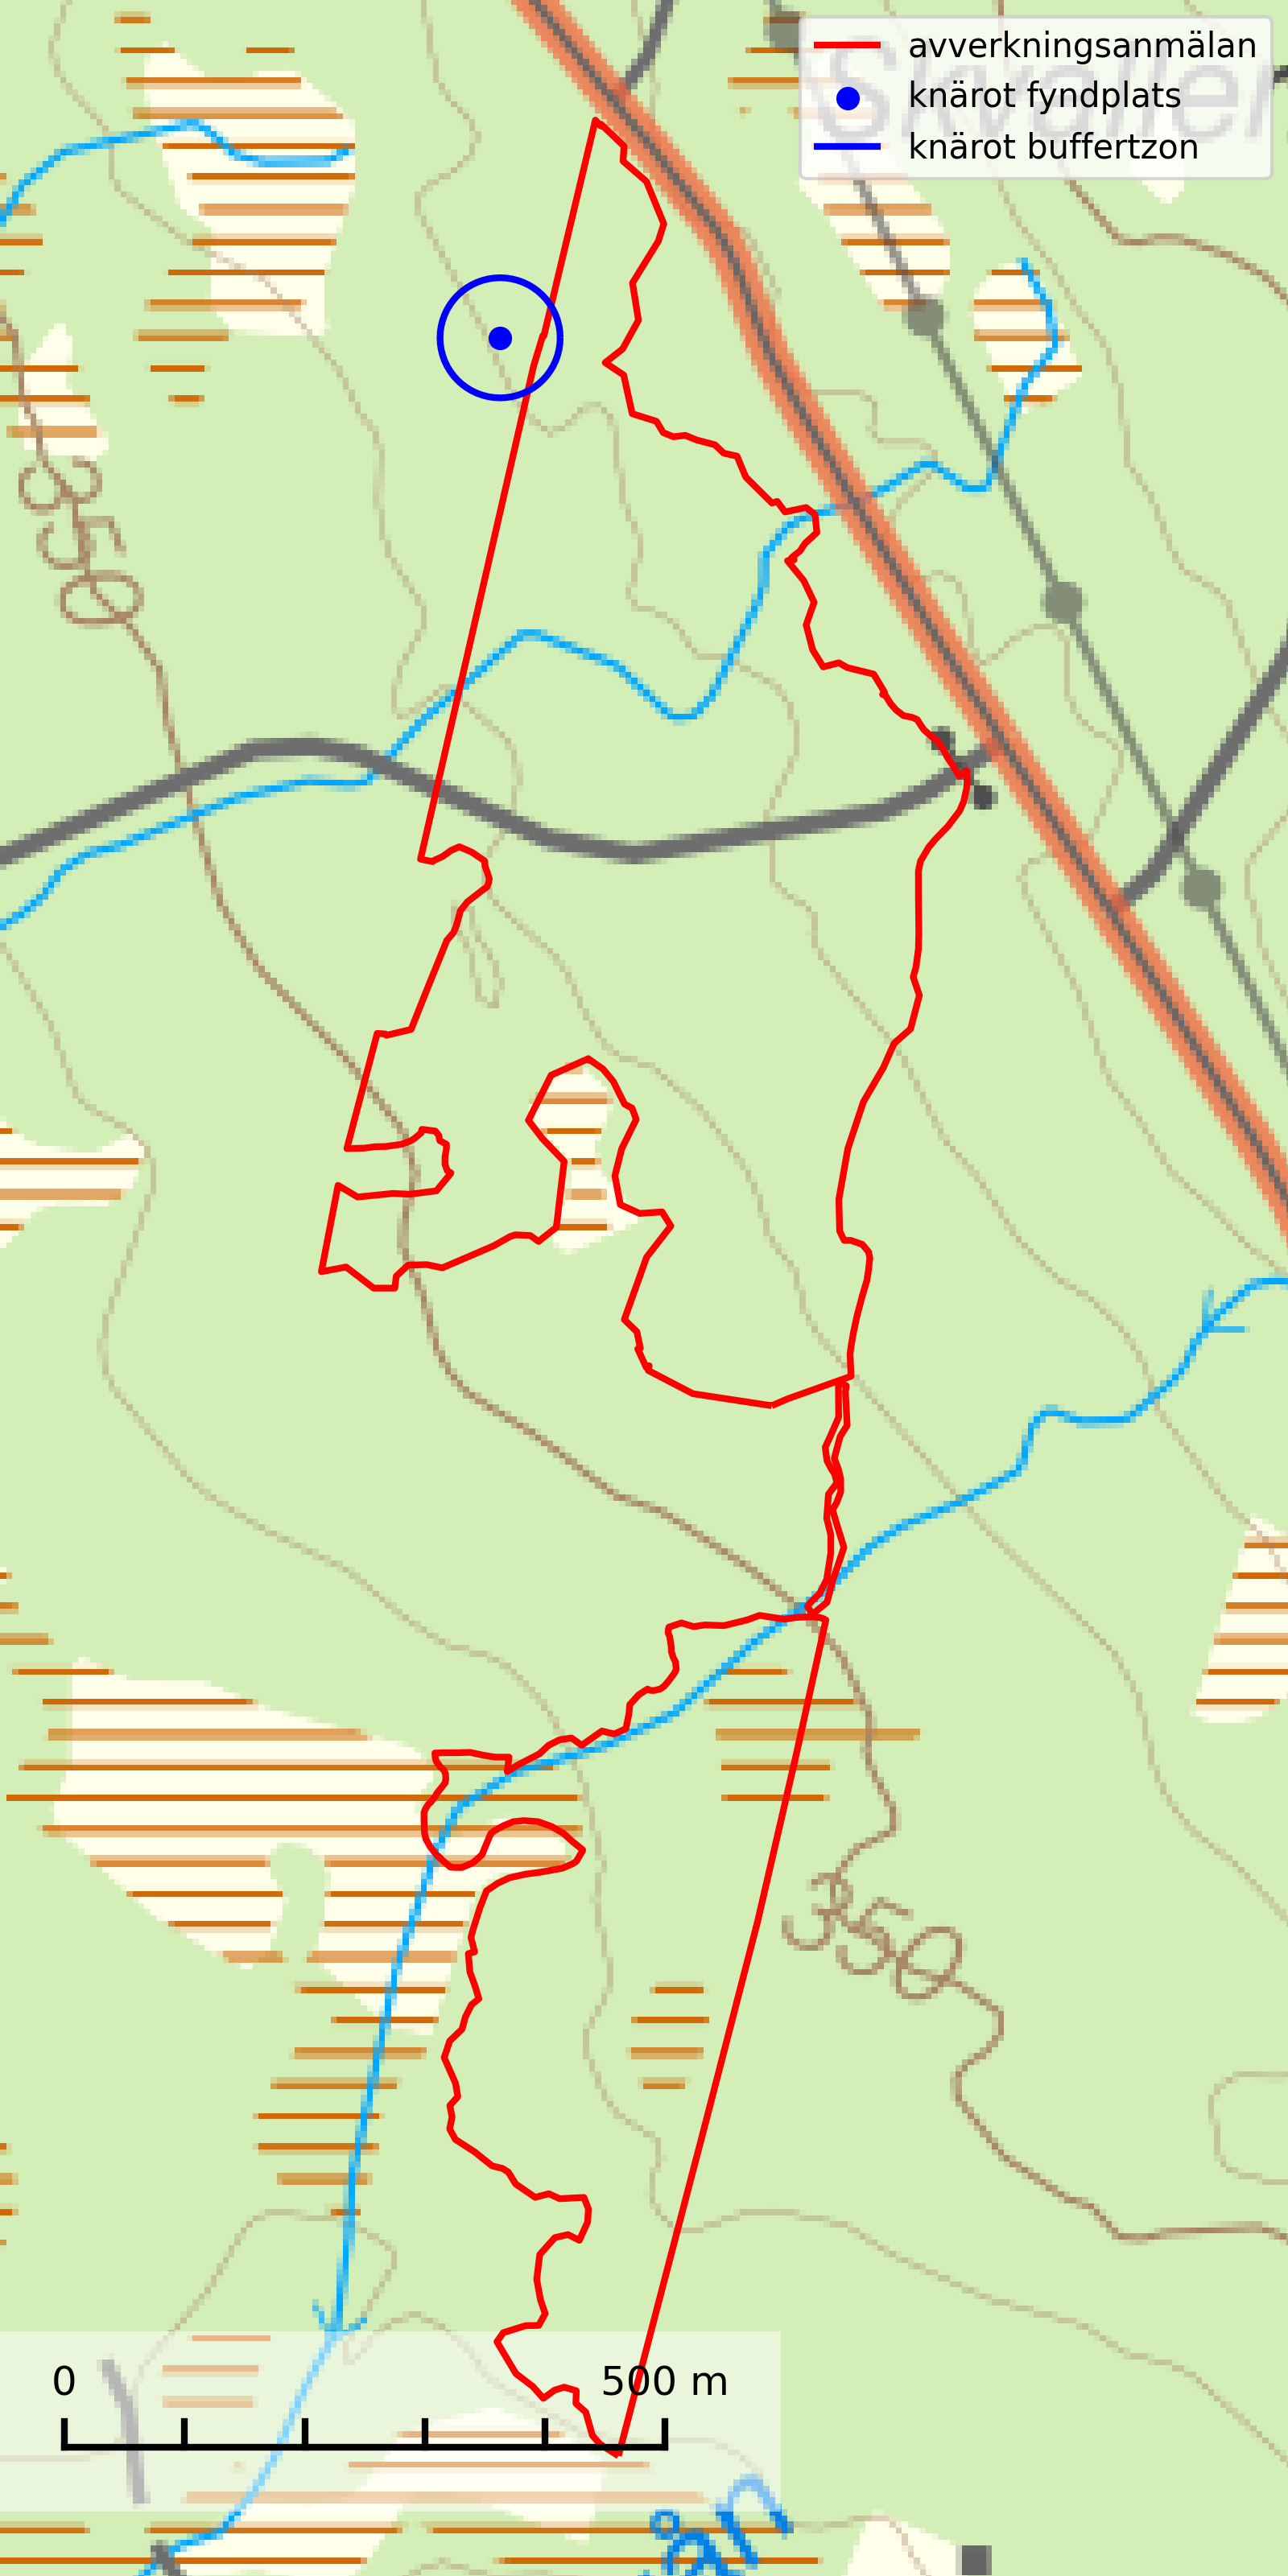 avverkningsanmälan
knärot fyndplats
knärot buffertzon
350
350
0 500 m